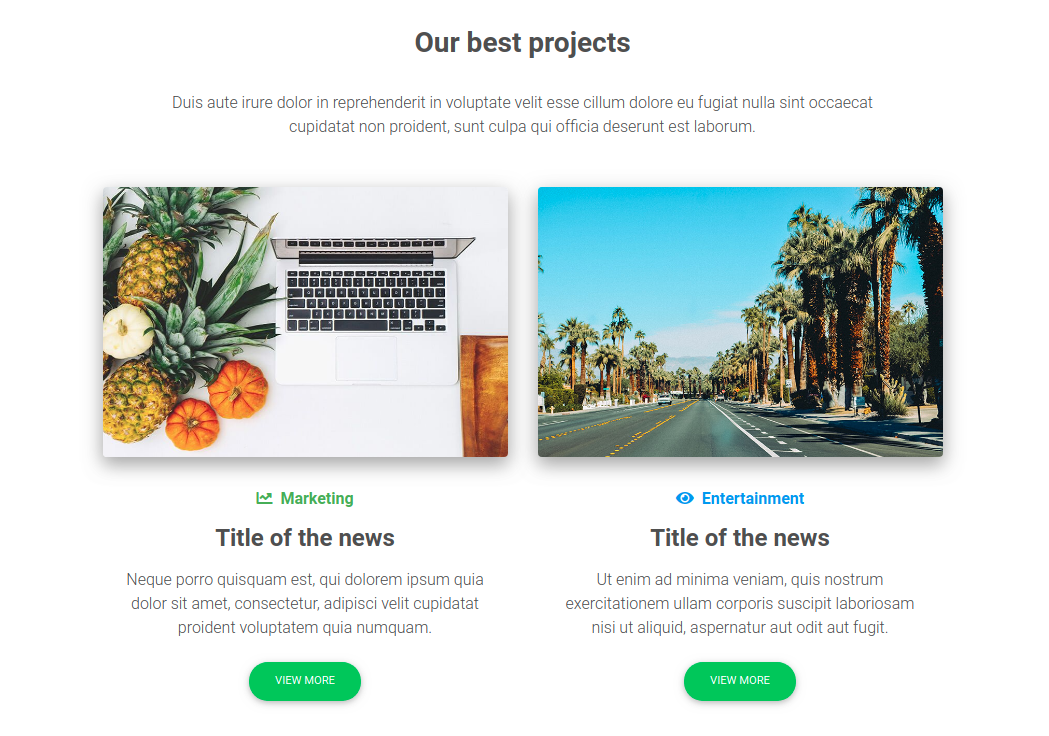 Our best projects
Duis aute irure dolor in reprehenderit in voluptate velit esse cillum dolore eu fugiat nulla sint occaecat
cupidatat non proident, sunt culpa qui officia deserunt est laborum.
Marketing
Title of the news
Neque porro quisquam est, qui dolorem ipsum quia
dolor sit amet, consectetur, adipisci velit cupidatat
proident voluptatem quia numquam.
VIEW MORE
Entertainment
Title of the news
Ut enim ad minima veniam, quis nostrum
exercitationem ullam corporis suscipit laboriosam
nisi ut aliquid, aspernatur aut odit aut fugit.
VIEW MORE